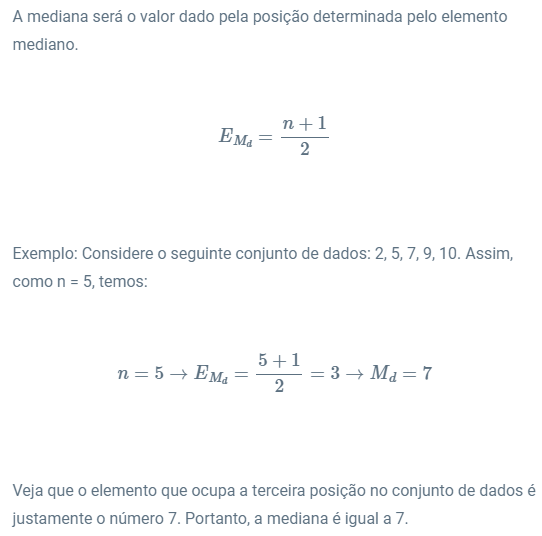 A mediana será o valor dado pela posição determinada pelo elemento
mediano.
E_{M_d} = \frac{n + 1}{2}
Exemplo: Considere o seguinte conjunto de dados: 2, 5, 7, 9, 10. Assim,
como n = 5, temos:
n = 5 → E_{M_d} = \frac{5 + 1}{2} = 3 → M_d = 7
Veja que o elemento que ocupa a terceira posição no conjunto de dados é
justamente o número 7. Portanto, a mediana é igual a 7.